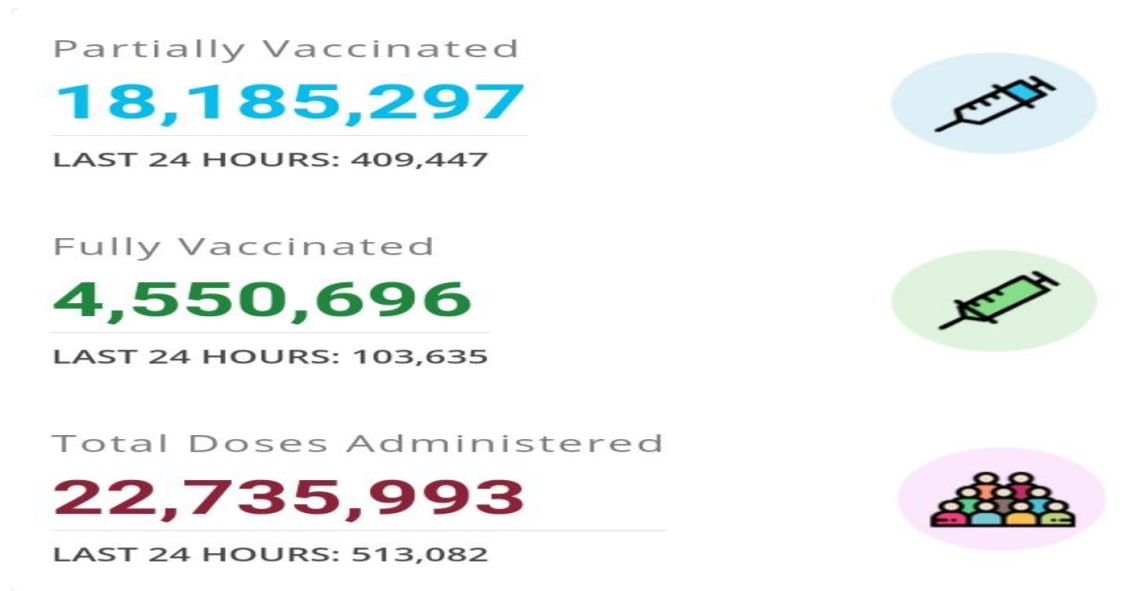 Partially Vaccinated
18,185,297
LAST 24 HOURS: 409,447
Fully Vaccinated
4,550,696
LAST 24 HOURS: 103,635
Total Doses Administered
22,735,993
LAST 24 HOURS: 513,082